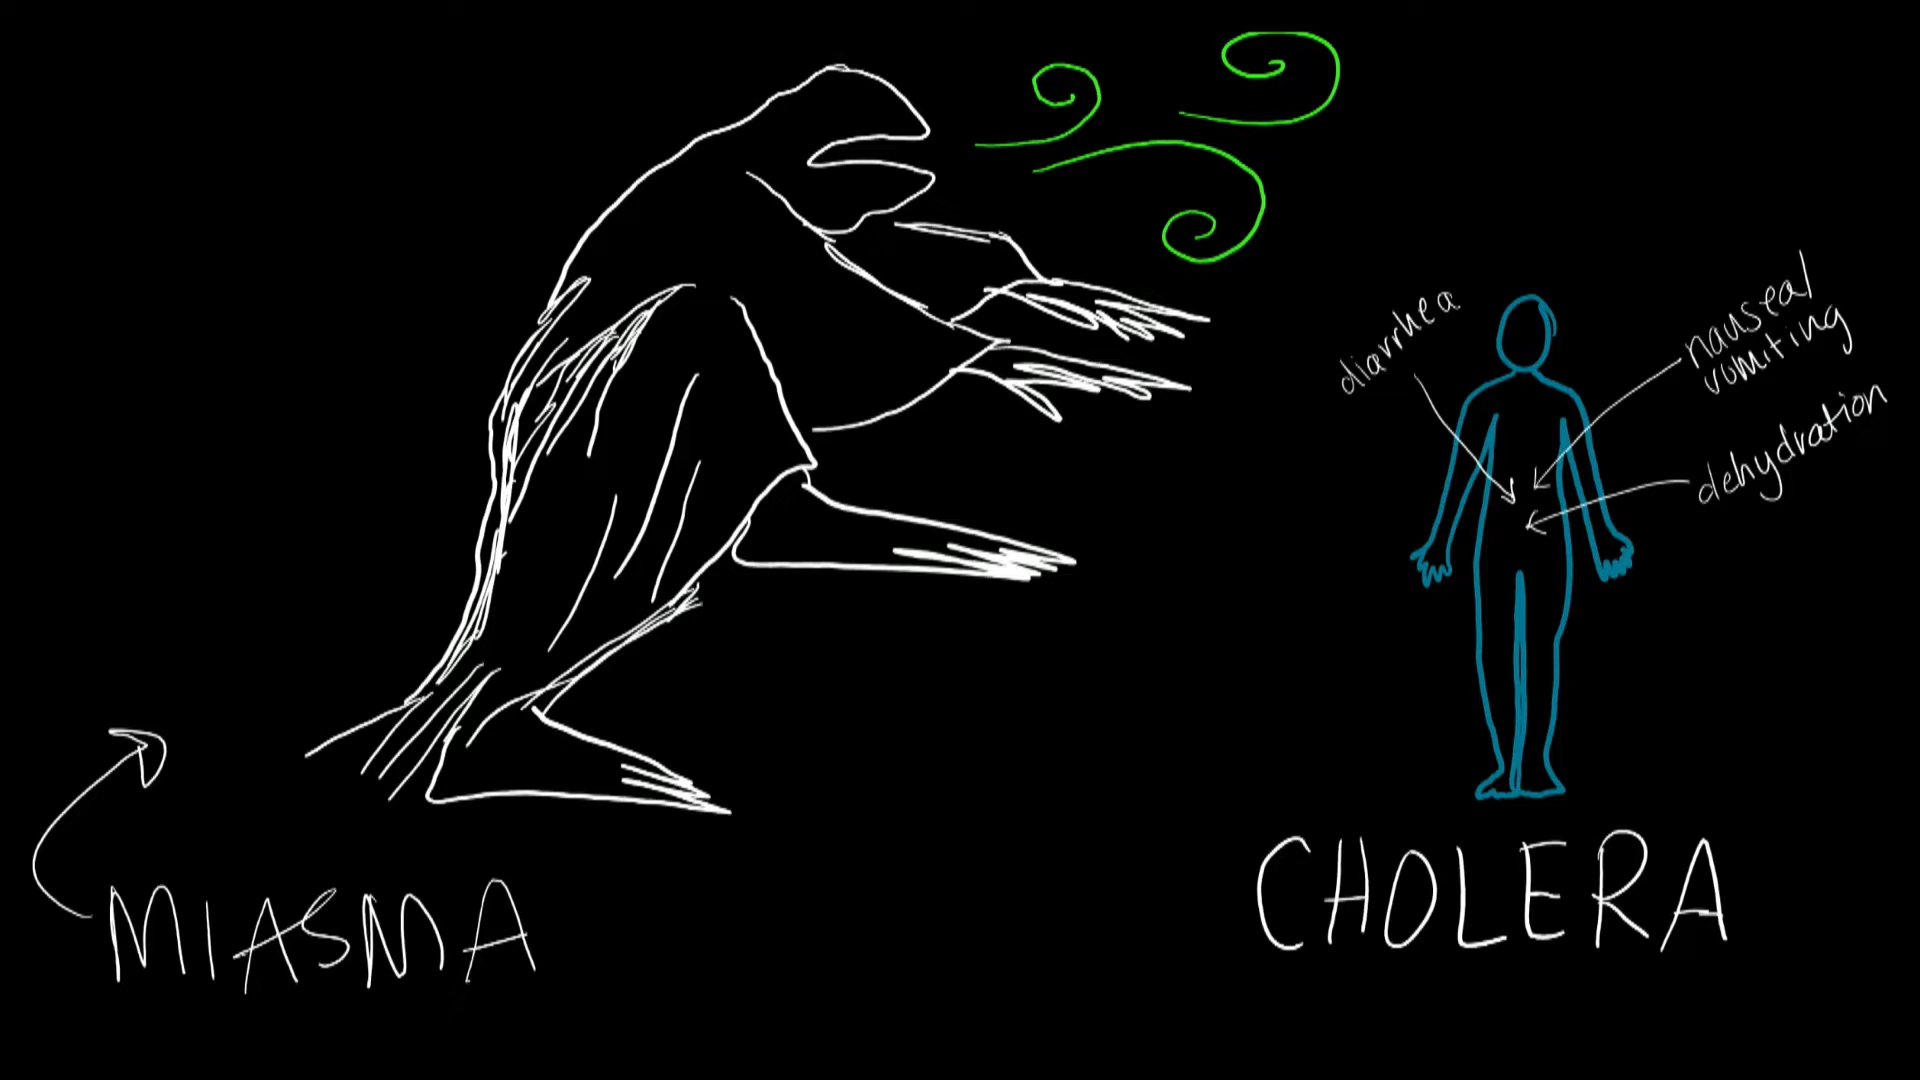 diarrhea
nausea/
vomiting
dehydration
MIASMA
CHOLERA